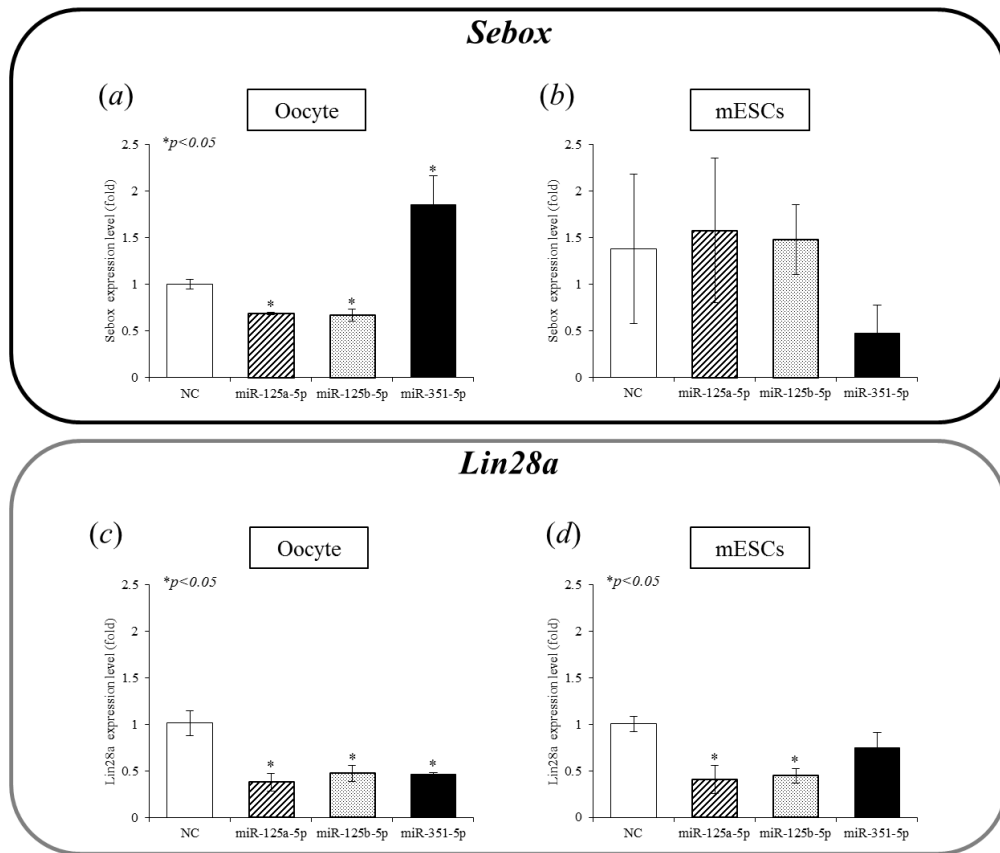 Sebox
(a)
Oocyte
*p<0.05
Sebox expression level (fold)
2.5
2
1.5
1
0.5
0
*
*
*
NC
miR-125a-5p
miR-125b-5p
miR-351-5p
(b)
mESCs
Sebox expression level (fold)
2.5
2
1.5
1
0.5
0
NC
miR-125a-5p
miR-125b-5p
miR-351-5p
Lin28a
(c)
Oocyte
*p<0.05
Lin28a expression level (fold)
2.5
2
1.5
1
0.5
0
*
*
*
NC
miR-125a-5p
miR-125b-5p
miR-351-5p
(d)
mESCs
*p<0.05
Lin28a expression level (fold)
2.5
2
1.5
1
0.5
0
*
*
NC
miR-125a-5p
miR-125b-5p
miR-351-5p